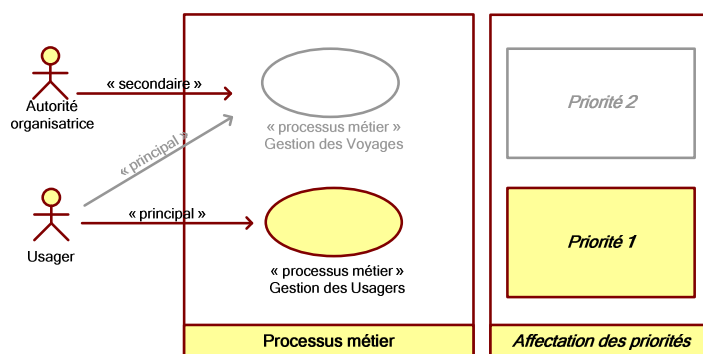 « secondaire »
Autorité
organisatrice
« processus métier »
Gestion des Voyages
« principal »
Priorité 2
« principal »
Usager
« processus métier »
Gestion des Usagers
Priorité 1
Processus métier
Affectation des priorités